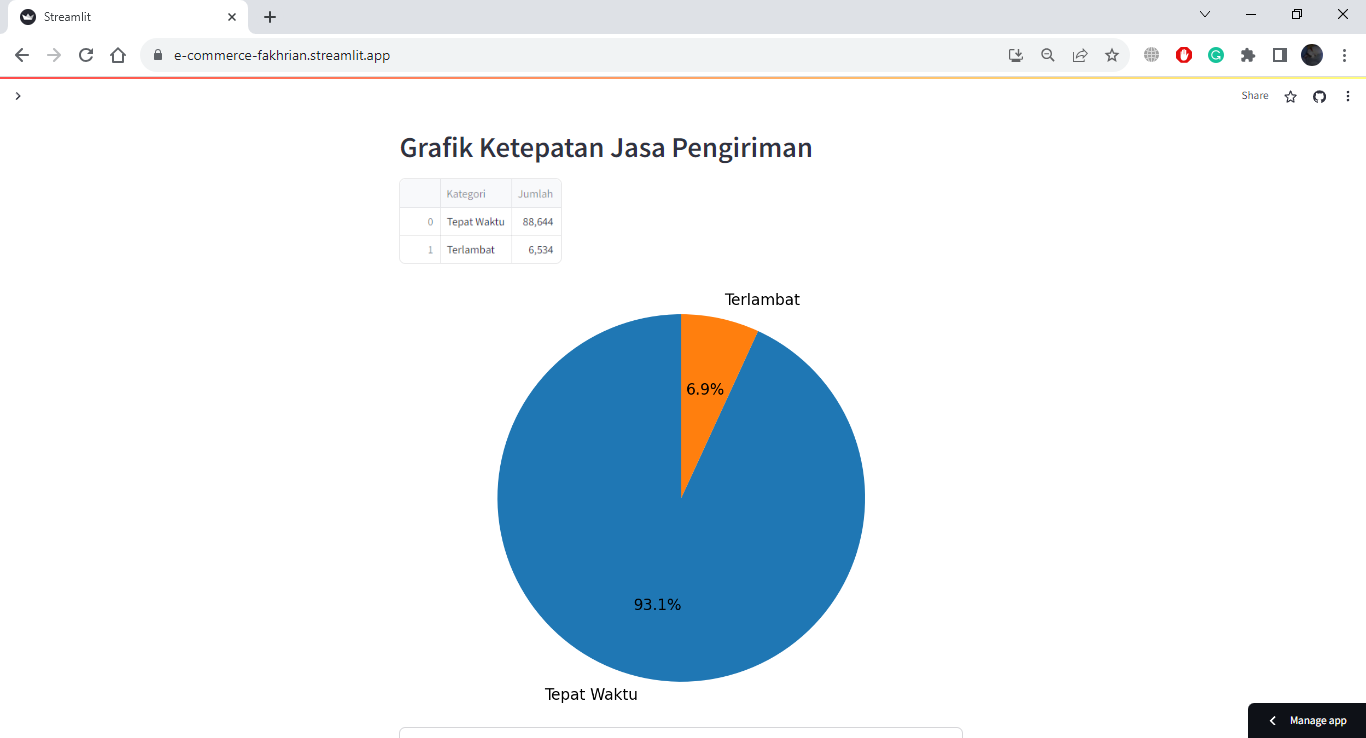 Streamlit
e-commerce-fakhrian.streamlit.app
Share
Grafik Ketepatan Jasa Pengiriman
Kategori Jumlah
0 Tepat Waktu 88,644
1 Terlambat 6,534
Terlambat
6.9%
93.1%
Tepat Waktu
Manage app